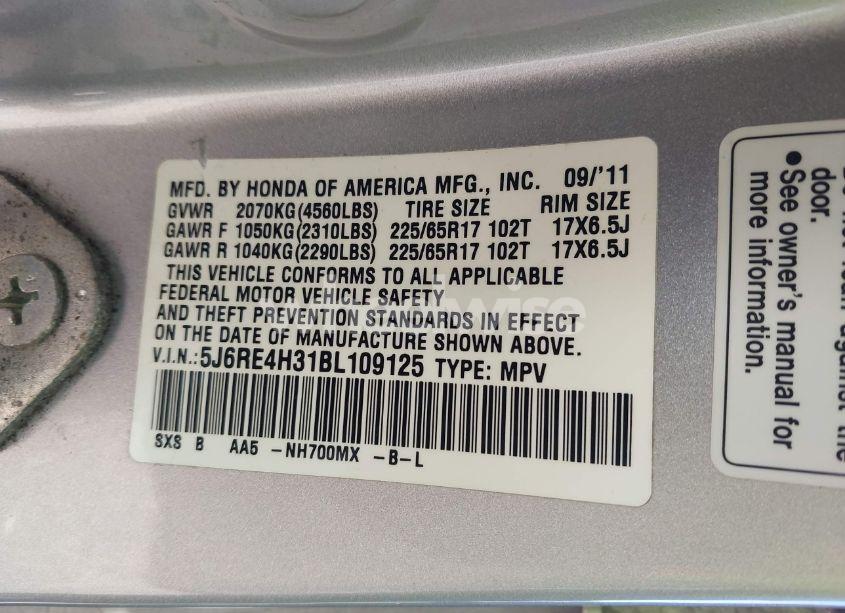 MFD. BY HONDA OF AMERICA MFG., INC. 09/'11
GVWR 2070KG(4560LBS) TIRE SIZE RIM SIZE
GAWR F 1050KG(2310LBS) 225/65R17 102T 17X6.5J
GAWR R 1040KG(2290LBS) 225/65R17 102T 17X6.5J
THIS VEHICLE CONFORMS TO ALL APPLICABLE
FEDERAL MOTOR VEHICLE SAFETY
AND THEFT PREVENTION STANDARDS IN EFFECT
ON THE DATE OF MANUFACTURE SHOWN ABOVE.
V.I.N.: 5J6RE4H31BL109125 TYPE: MPV
SXS B AA5 -NH700MX -B-L
against the
door.
●See owner's manual for
more information.